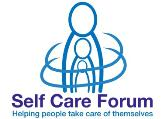 Self Care Forum
Helping people take care of themselves